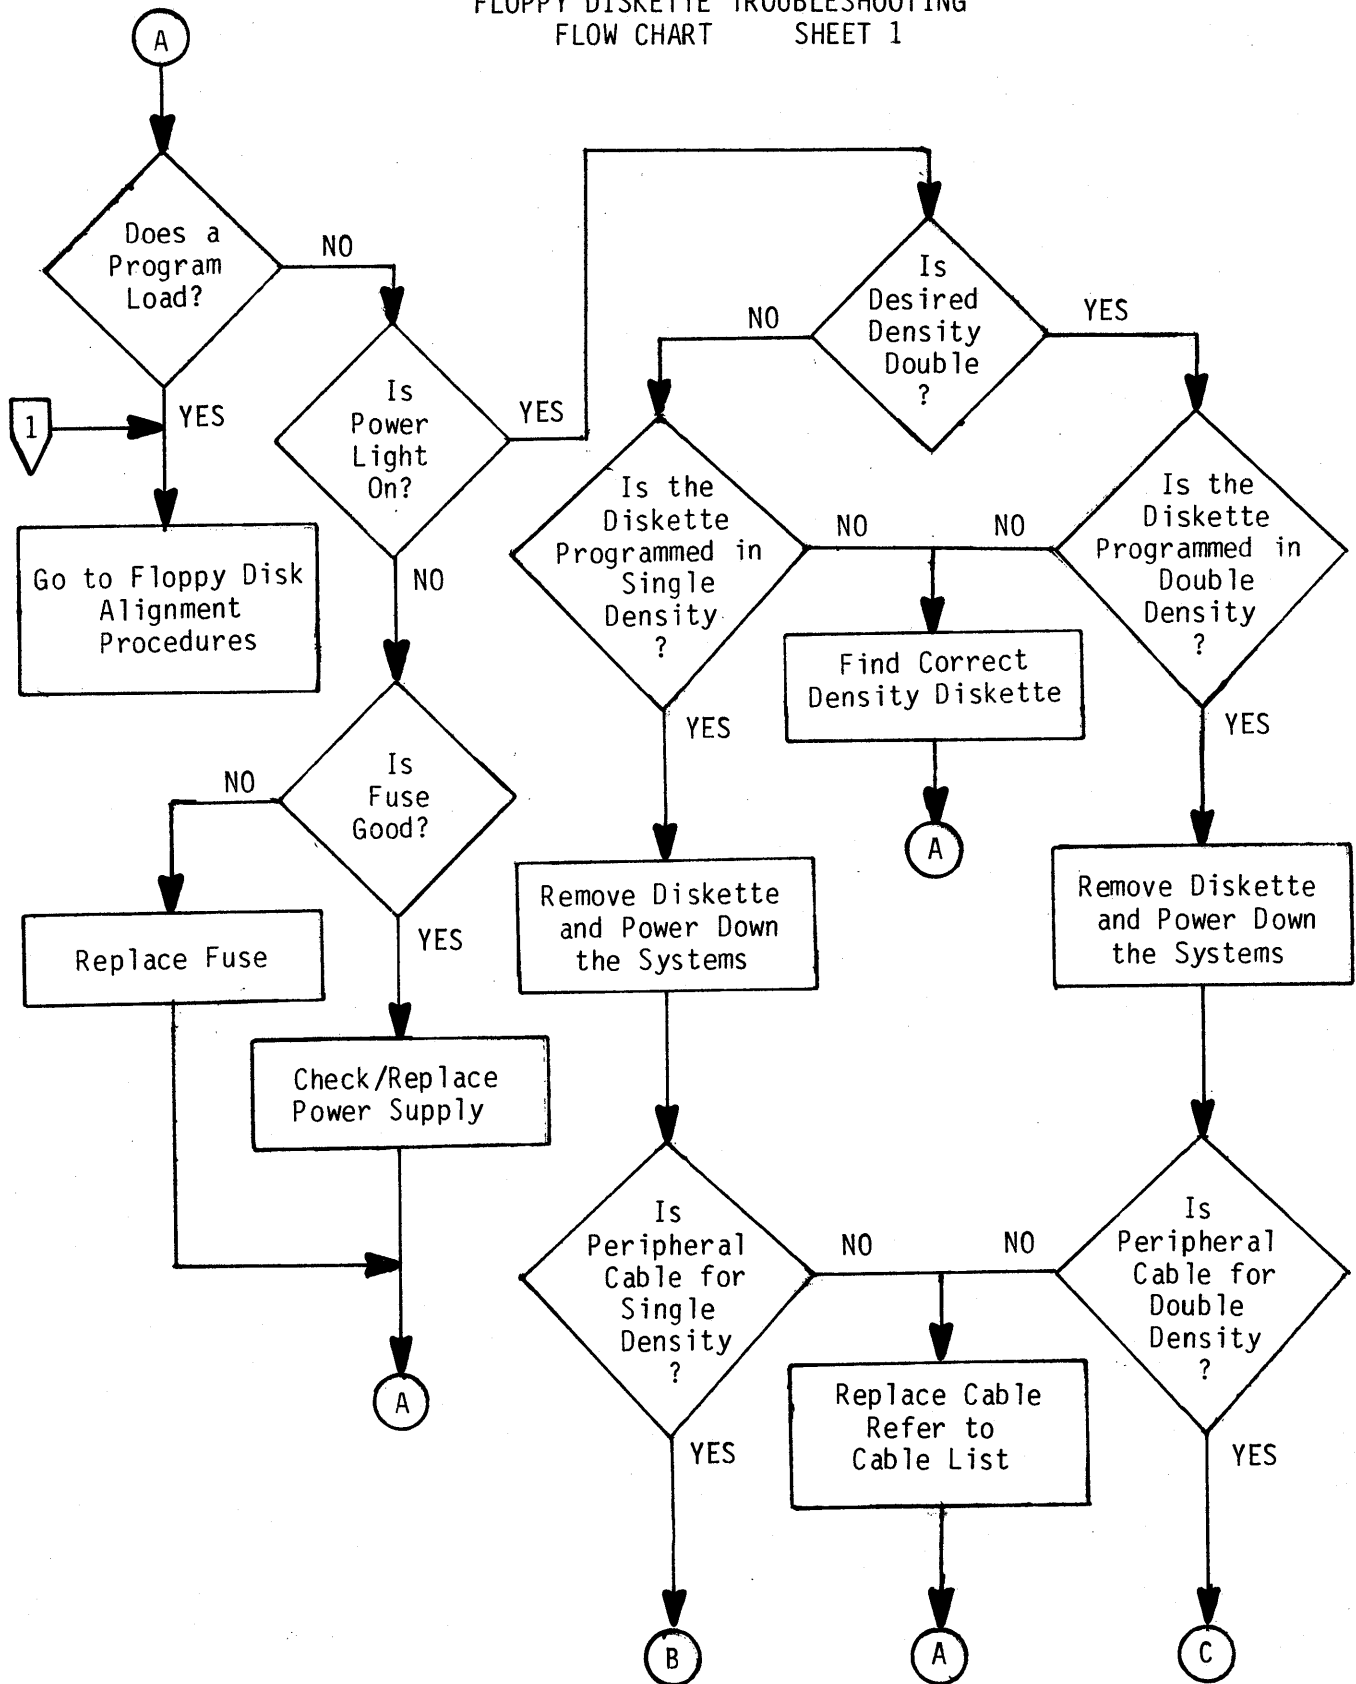 FLOPPY DISKETTE TROUBLESHOOTING
FLOW CHART SHEET 1
A
Does a
Program
Load?
NO
YES
1
Go to Floppy Disk
Alignment
Procedures
Is
Power
Light
On?
YES
NO
Is
Fuse
Good?
NO
YES
Replace Fuse
Check/Replace
Power Supply
A
Is
Desired
Density
Double
?
NO
YES
Is the
Diskette
Programmed in
Single
Density
?
NO
YES
Is the
Diskette
Programmed in
Double
Density
?
NO
YES
Find Correct
Density Diskette
A
Remove Diskette
and Power Down
the Systems
Remove Diskette
and Power Down
the Systems
Is
Peripheral
Cable for
Single
Density
?
NO
YES
Is
Peripheral
Cable for
Double
Density
?
NO
YES
Replace Cable
Refer to
Cable List
B
A
C